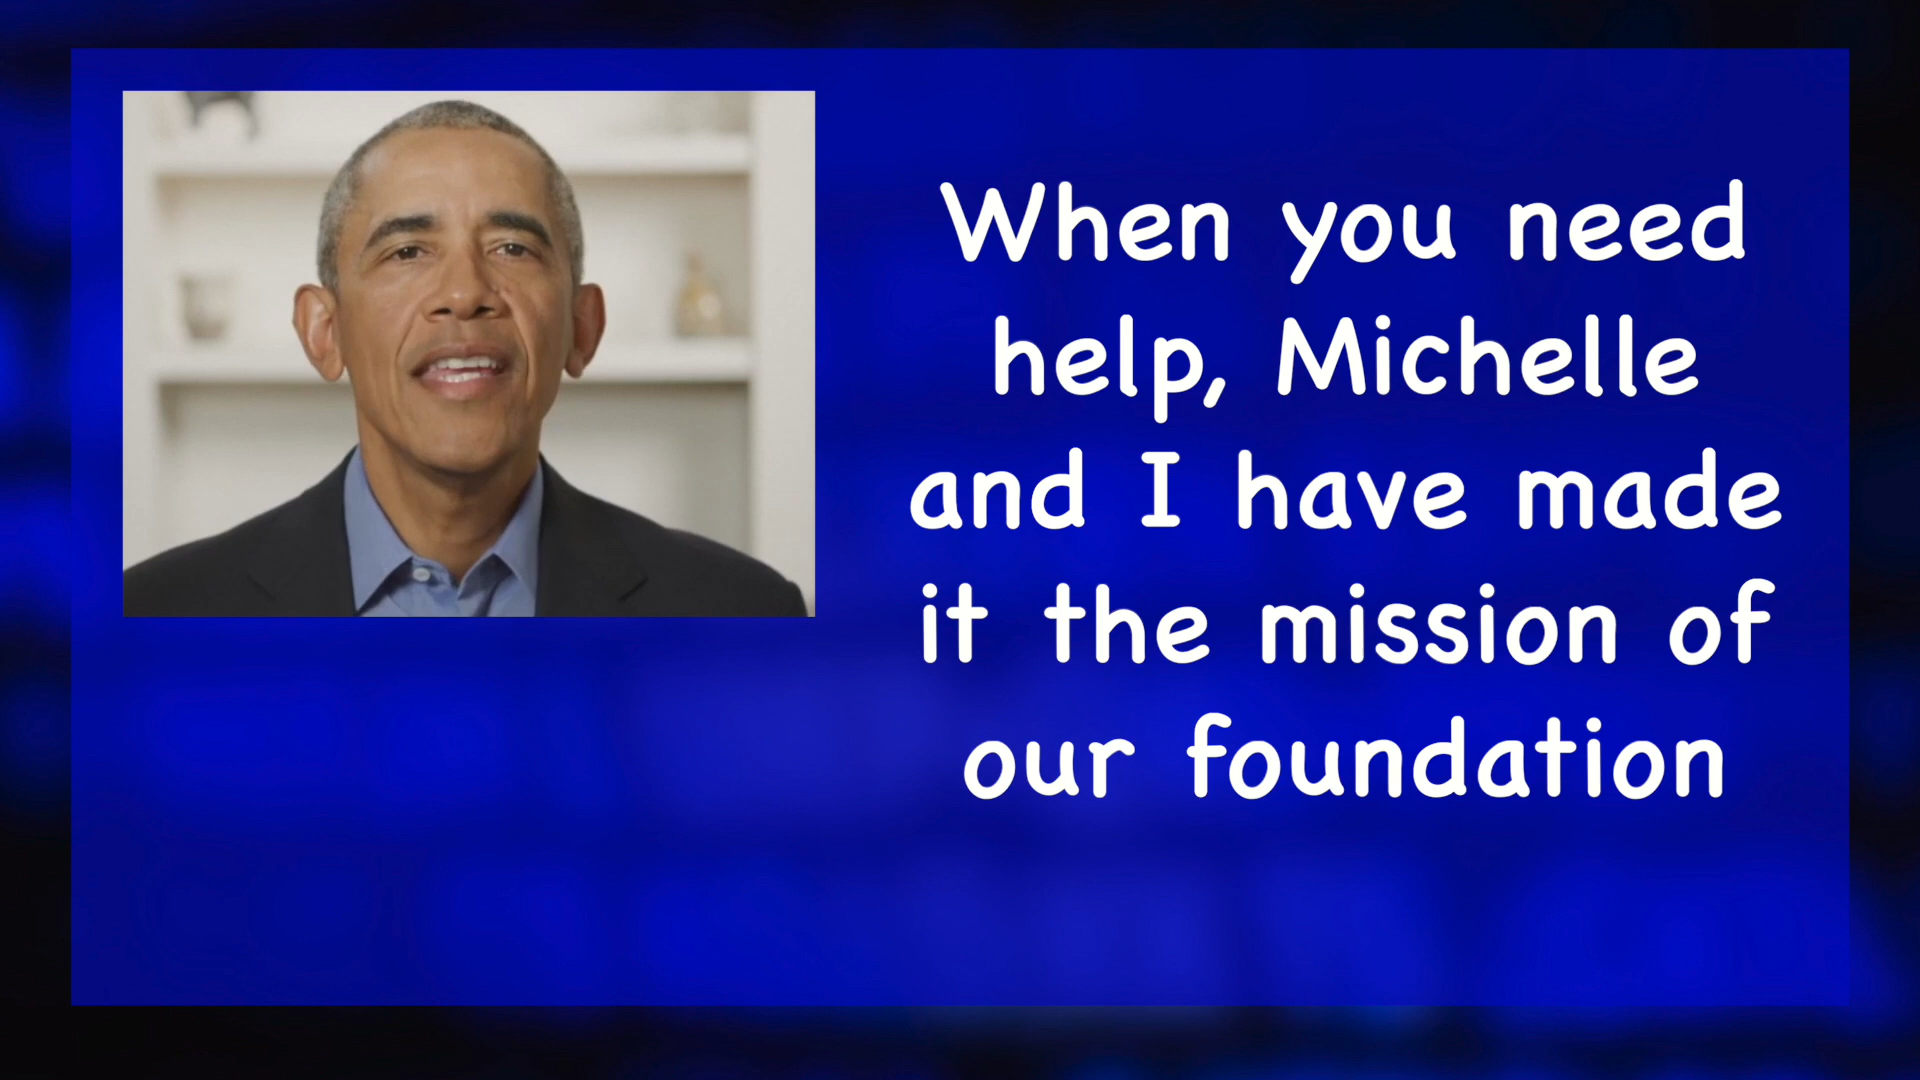 When you need
help, Michelle
and I have made
it the mission of
our foundation